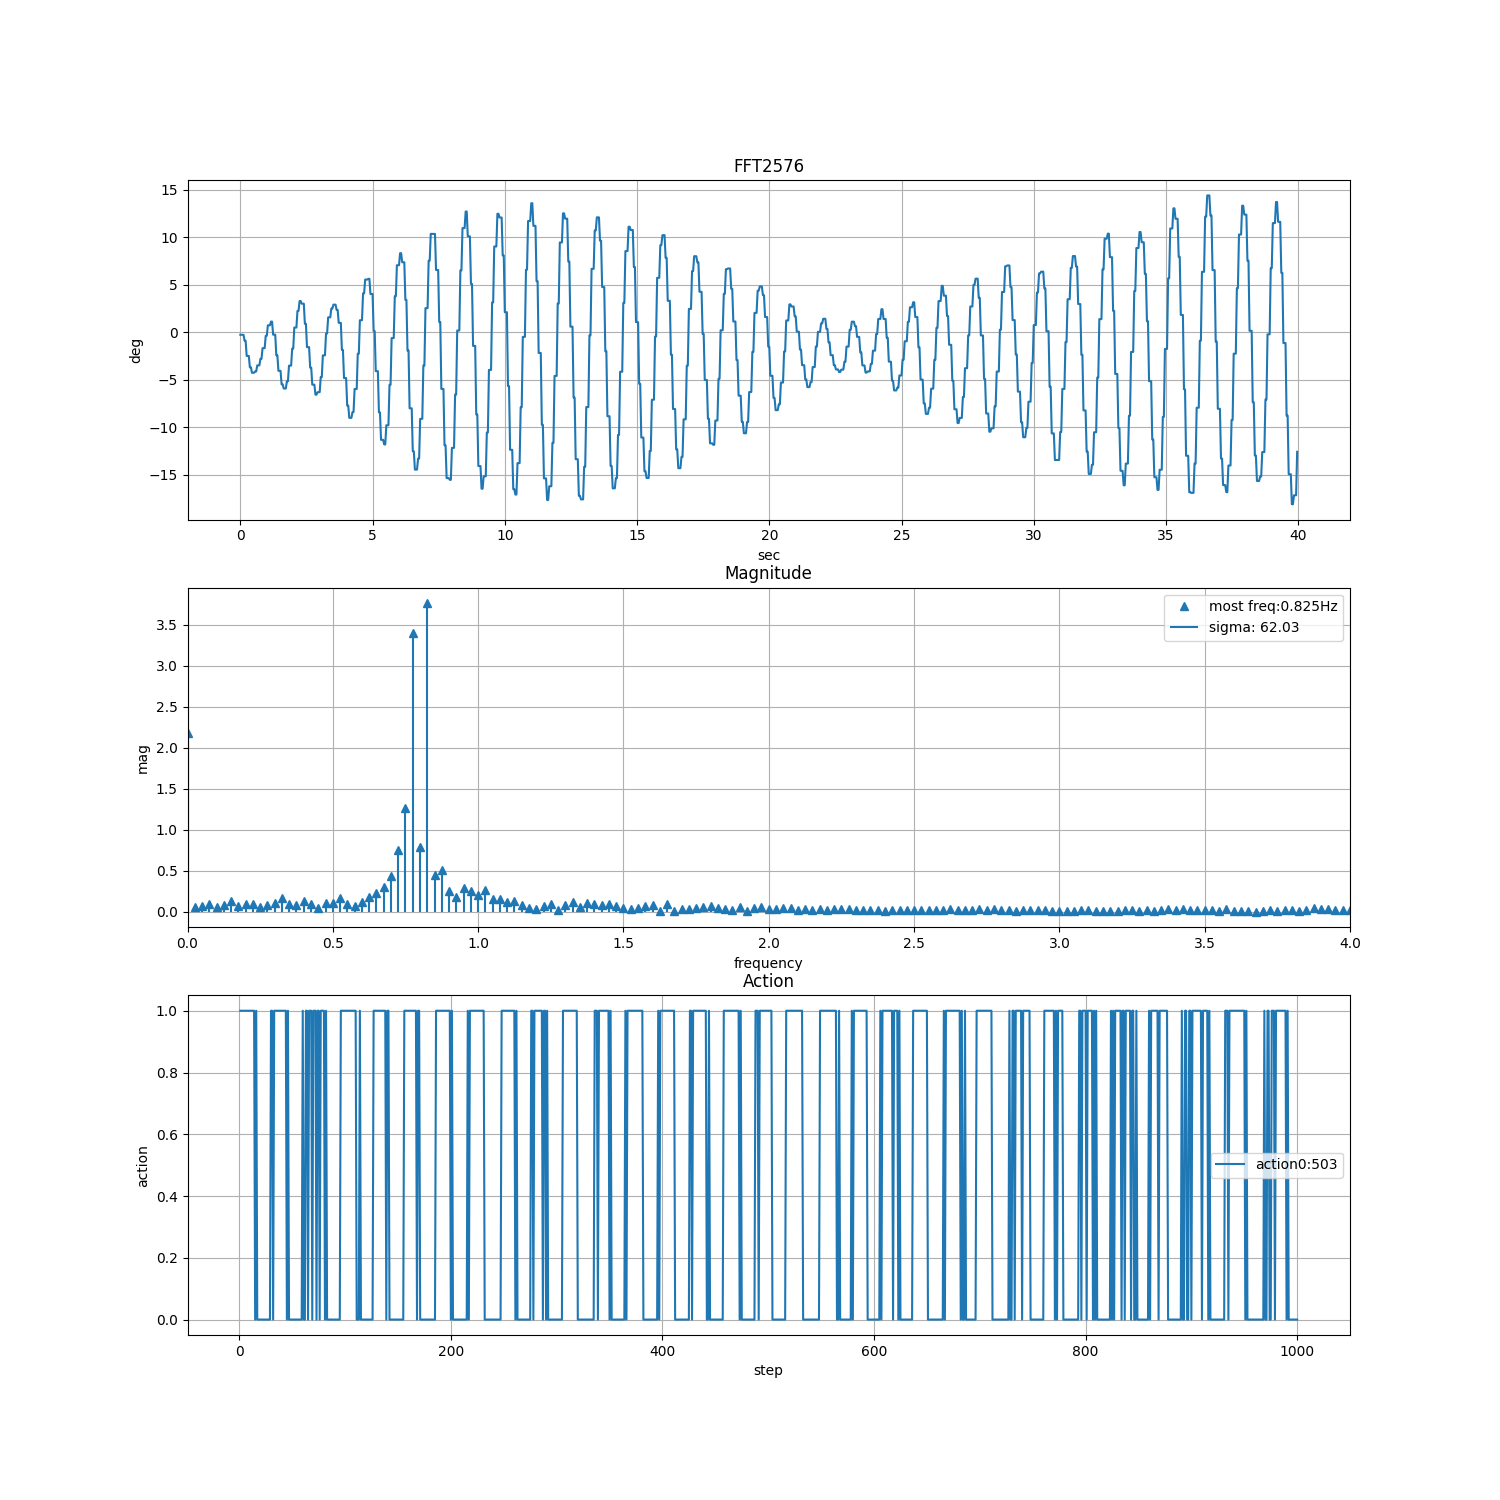 FFT2576
15
10
5
0
−5
−10
−15
deg
0 5 10 15 20 25 30 35 40
sec
Magnitude
3.5
3.0
2.5
2.0
1.5
1.0
0.5
0.0
mag
most freq:0.825Hz
sigma: 62.03
0.0 0.5 1.0 1.5 2.0 2.5 3.0 3.5 4.0
frequency
Action
1.0
0.8
0.6
0.4
0.2
0.0
action
action0:503
0 200 400 600 800 1000
step